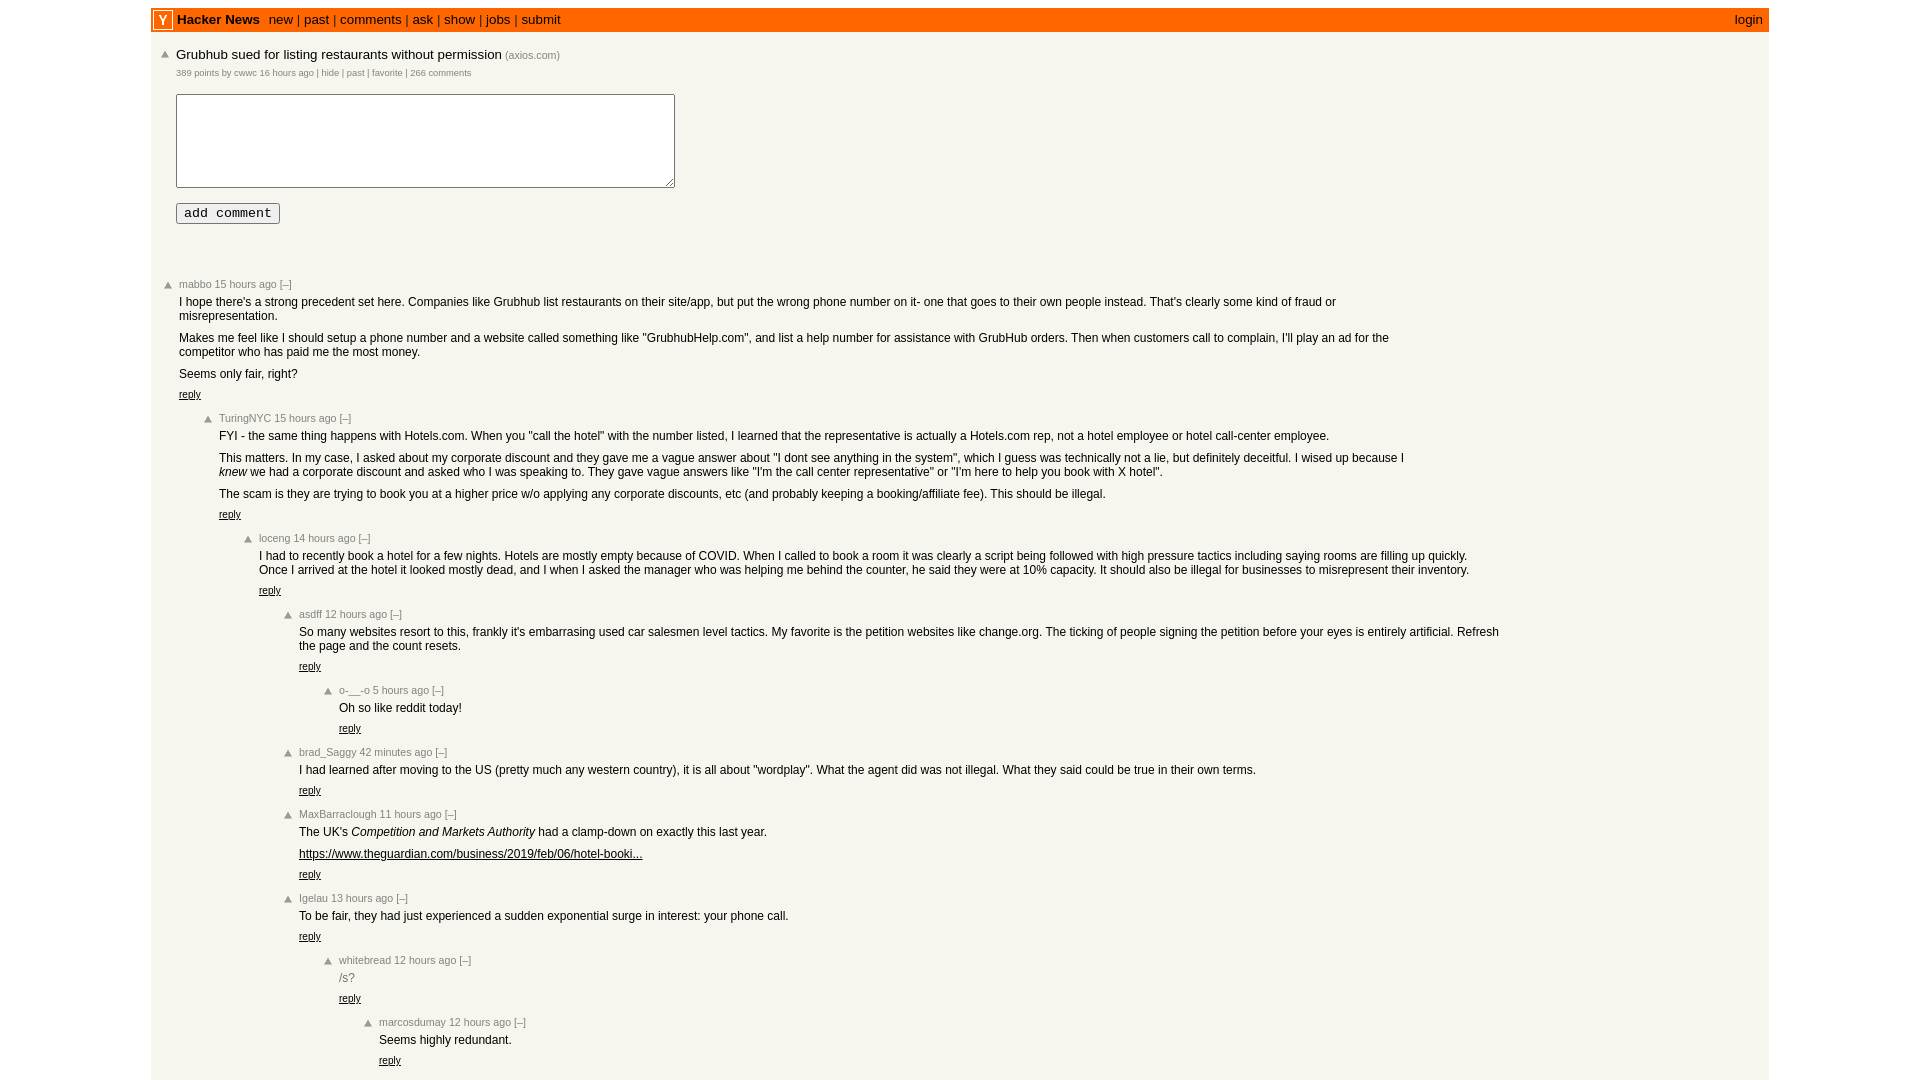 Y Hacker News new | past | comments | ask | show | jobs | submit login
Grubhub sued for listing restaurants without permission (axios.com)
389 points by cwwc 16 hours ago | hide | past | favorite | 266 comments
add comment
mabbo 15 hours ago [–]
I hope there's a strong precedent set here. Companies like Grubhub list restaurants on their site/app, but put the wrong phone number on it- one that goes to their own people instead. That's clearly some kind of fraud or
misrepresentation.
Makes me feel like I should setup a phone number and a website called something like "GrubhubHelp.com", and list a help number for assistance with GrubHub orders. Then when customers call to complain, I'll play an ad for the
competitor who has paid me the most money.
Seems only fair, right?
reply
TuringNYC 15 hours ago [–]
FYI - the same thing happens with Hotels.com. When you "call the hotel" with the number listed, I learned that the representative is actually a Hotels.com rep, not a hotel employee or hotel call-center employee.
This matters. In my case, I asked about my corporate discount and they gave me a vague answer about "I dont see anything in the system", which I guess was technically not a lie, but definitely deceitful. I wised up because I
knew we had a corporate discount and asked who I was speaking to. They gave vague answers like "I'm the call center representative" or "I'm here to help you book with X hotel".
The scam is they are trying to book you at a higher price w/o applying any corporate discounts, etc (and probably keeping a booking/affiliate fee). This should be illegal.
reply
loceng 14 hours ago [–]
I had to recently book a hotel for a few nights. Hotels are mostly empty because of COVID. When I called to book a room it was clearly a script being followed with high pressure tactics including saying rooms are filling up quickly.
Once I arrived at the hotel it looked mostly dead, and I when I asked the manager who was helping me behind the counter, he said they were at 10% capacity. It should also be illegal for businesses to misrepresent their inventory.
reply
asdff 12 hours ago [–]
So many websites resort to this, frankly it's embarrasing used car salesmen level tactics. My favorite is the petition websites like change.org. The ticking of people signing the petition before your eyes is entirely artificial. Refresh
the page and the count resets.
reply
o-__-o 5 hours ago [–]
Oh so like reddit today!
reply
brad_Saggy 42 minutes ago [–]
I had learned after moving to the US (pretty much any western country), it is all about "wordplay". What the agent did was not illegal. What they said could be true in their own terms.
reply
MaxBarraclough 11 hours ago [–]
The UK's Competition and Markets Authority had a clamp-down on exactly this last year.
https://www.theguardian.com/business/2019/feb/06/hotel-booki...
reply
Igelau 13 hours ago [–]
To be fair, they had just experienced a sudden exponential surge in interest: your phone call.
reply
whitebread 12 hours ago [–]
/s?
reply
marcosdumay 12 hours ago [–]
Seems highly redundant.
reply